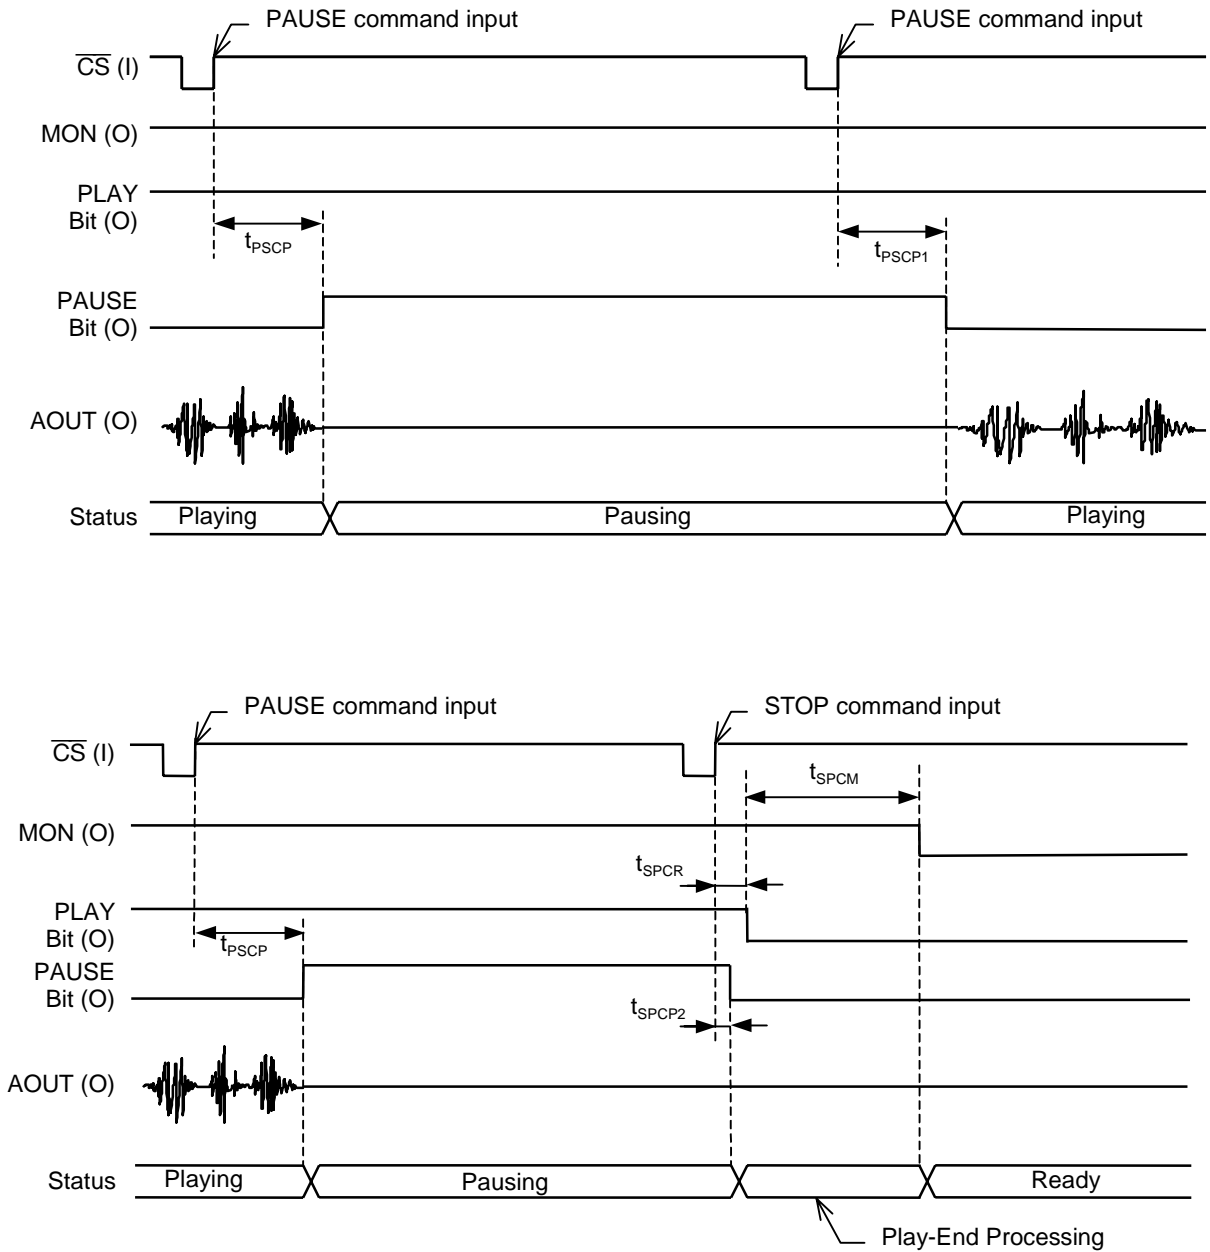 PAUSE command input
PAUSE command input
C̅S̅ (I)
MON (O)
PLAY
Bit (O)
tPSCP
tPSCP1
PAUSE
Bit (O)
AOUT (O)
Status
Playing
Pausing
Playing
PAUSE command input
STOP command input
C̅S̅ (I)
tSPCM
MON (O)
tSPCR
PLAY
Bit (O)
tPSCP
PAUSE
Bit (O)
tSPCP2
AOUT (O)
Status
Playing
Pausing
Ready
Play-End Processing